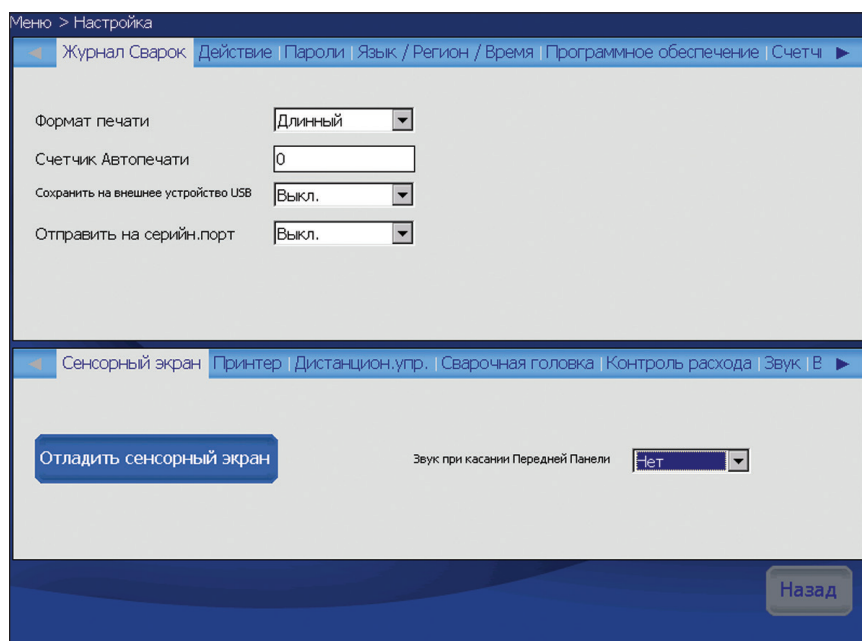 Меню > Настройка
Журнал Сварок Действие | Пароли | Язык / Регион / Время | Программное обеспечение | Счетч
Формат печати Длинный
Счетчик Автопечати 0
Сохранить на внешнее устройство USB Выкл.
Отправить на серийн.порт Выкл.
Сенсорный экран Принтер | Дистанцион.упр. | Сварочная головка | Контроль расхода | Звук | В
Отладить сенсорный экран Звук при касании Передней Панели Нет
Назад